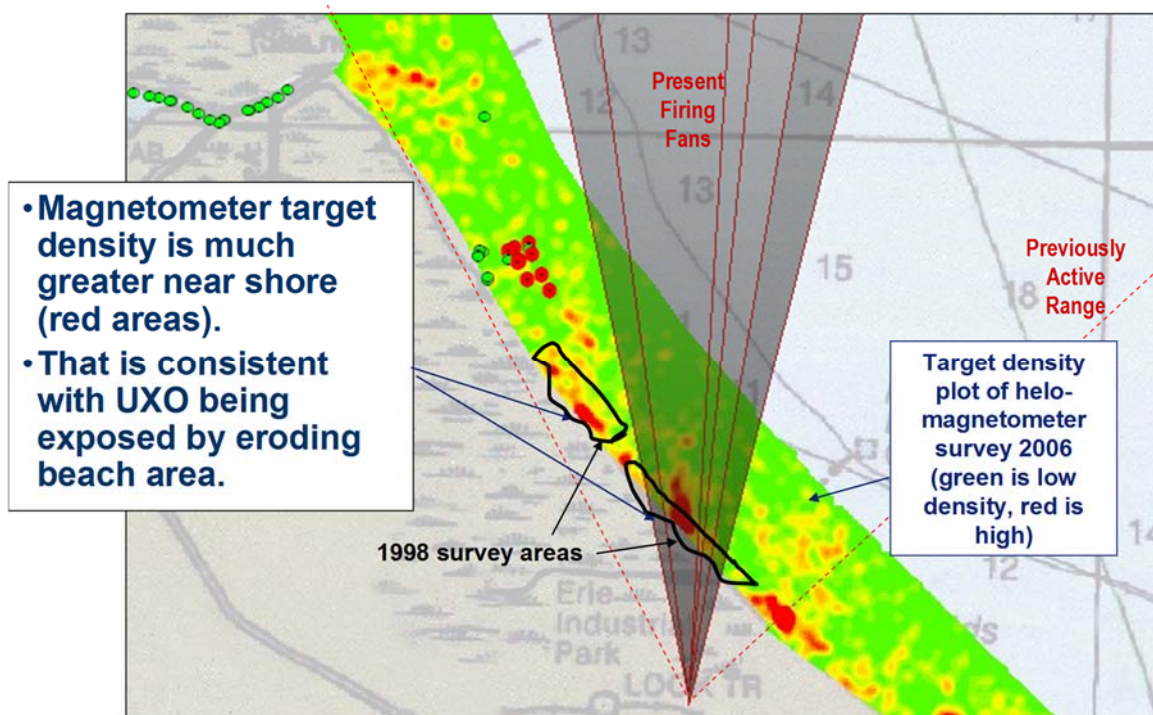 13
12
14
Present
Firing
Fans
AB
13
• Magnetometer target
density is much
greater near shore
(red areas).
• That is consistent
with UXO being
exposed by eroding
beach area.
15
Previously
Active
Range
18
Target density
plot of helo-
magnetometer
survey 2006
(green is low
density, red is
high)
14
12
1998 survey areas
Erie
Industrial
Park